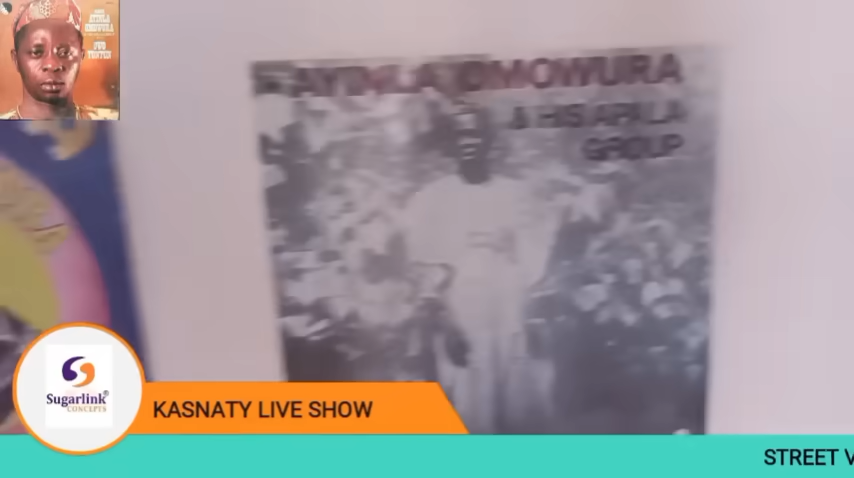 AYINLA OMOWURA
& HIS APALA
GROUP
Sugarlink®
CONCEPTS
KASNATY LIVE SHOW
STREET V